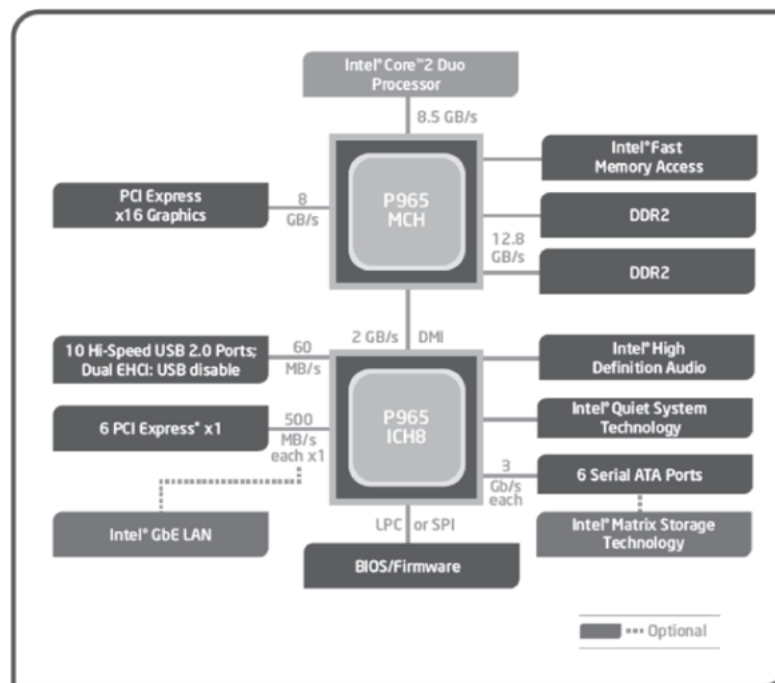 Intel® Core™2 Duo
Processor
8.5 GB/s
Intel® Fast
Memory Access
PCI Express
x16 Graphics
8
GB/s
P965
MCH
DDR2
12.8
GB/s
DDR2
2 GB/s
DMI
10 Hi-Speed USB 2.0 Ports;
Dual EHCI: USB disable
60
MB/s
Intel® High
Definition Audio
6 PCI Express* x1
500
MB/s
each x1
P965
ICH8
Intel® Quiet System
Technology
3
Gb/s
each
6 Serial ATA Ports
Intel® GbE LAN
LPC or SPI
Intel® Matrix Storage
Technology
BIOS/Firmware
Optional